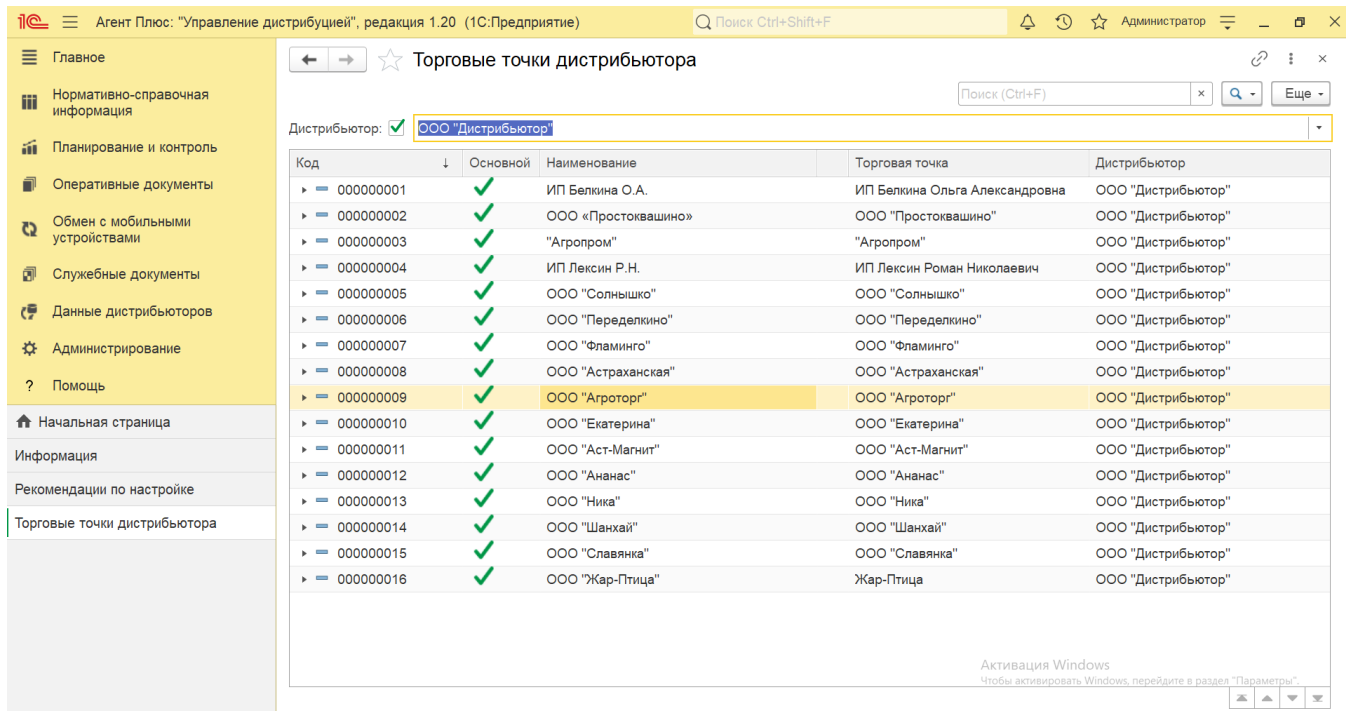 1С Агент Плюс: "Управление дистрибуцией", редакция 1.20 (1С:Предприятие) Поиск Ctrl+Shift+F Администратор
Главное
Нормативно-справочная
информация
Планирование и контроль
Оперативные документы
Обмен с мобильными
устройствами
Служебные документы
Данные дистрибьюторов
Администрирование
? Помощь
Начальная страница
Информация
Рекомендации по настройке
Торговые точки дистрибьютора
Торговые точки дистрибьютора
Поиск (Ctrl+F) × Еще
Дистрибьютор: ООО "Дистрибьютор"
Код ↓ Основной Наименование Торговая точка Дистрибьютор
000000001 ИП Белкина О.А. ИП Белкина Ольга Александровна ООО "Дистрибьютор"
000000002 ООО «Простоквашино» ООО "Простоквашино" ООО "Дистрибьютор"
000000003 "Агропром" "Агропром" ООО "Дистрибьютор"
000000004 ИП Лексин Р.Н. ИП Лексин Роман Николаевич ООО "Дистрибьютор"
000000005 ООО "Солнышко" ООО "Солнышко" ООО "Дистрибьютор"
000000006 ООО "Переделкино" ООО "Переделкино" ООО "Дистрибьютор"
000000007 ООО "Фламинго" ООО "Фламинго" ООО "Дистрибьютор"
000000008 ООО "Астраханская" ООО "Астраханская" ООО "Дистрибьютор"
000000009 ООО "Агроторг" ООО "Агроторг" ООО "Дистрибьютор"
000000010 ООО "Екатерина" ООО "Екатерина" ООО "Дистрибьютор"
000000011 ООО "Аст-Магнит" ООО "Аст-Магнит" ООО "Дистрибьютор"
000000012 ООО "Ананас" ООО "Ананас" ООО "Дистрибьютор"
000000013 ООО "Ника" ООО "Ника" ООО "Дистрибьютор"
000000014 ООО "Шанхай" ООО "Шанхай" ООО "Дистрибьютор"
000000015 ООО "Славянка" ООО "Славянка" ООО "Дистрибьютор"
000000016 ООО "Жар-Птица" Жар-Птица ООО "Дистрибьютор"
Активация Windows
Чтобы активировать Windows, перейдите в раздел "Параметры".